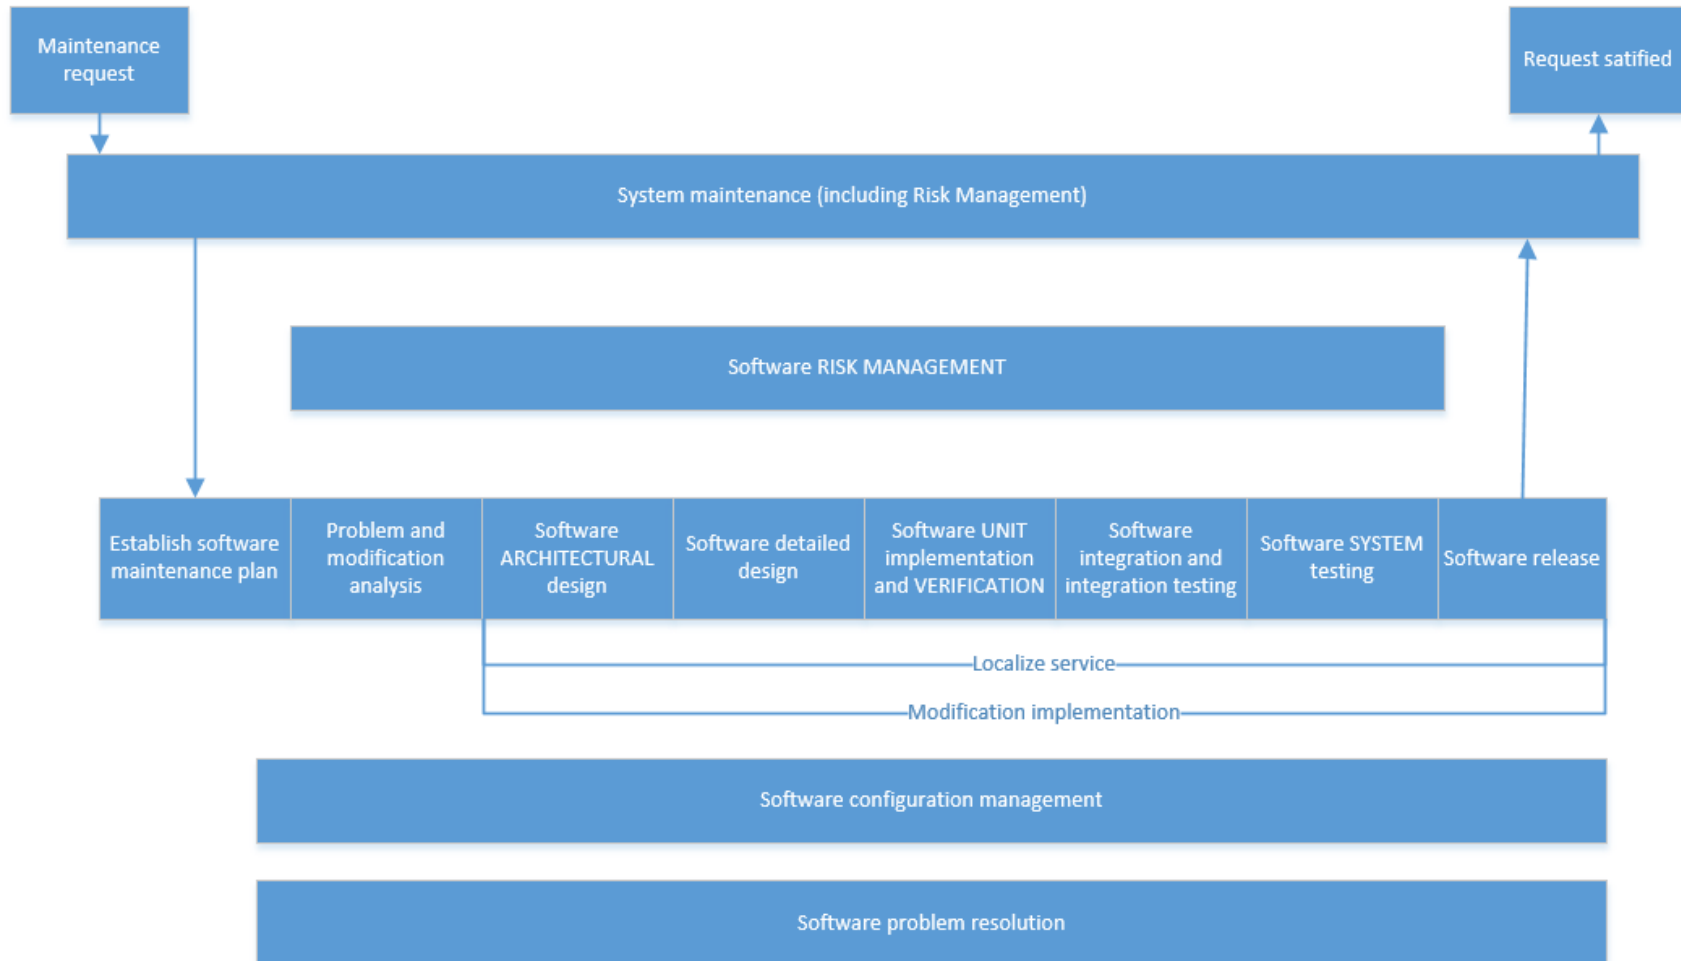 Maintenance
request
Request satified
System maintenance (including Risk Management)
Software RISK MANAGEMENT
Establish software
maintenance plan
Problem and
modification
analysis
Software
ARCHITECTURAL
design
Software detailed
design
Software UNIT
implementation
and VERIFICATION
Software
integration and
integration testing
Software SYSTEM
testing
Software release
Localize service
Modification implementation
Software configuration management
Software problem resolution